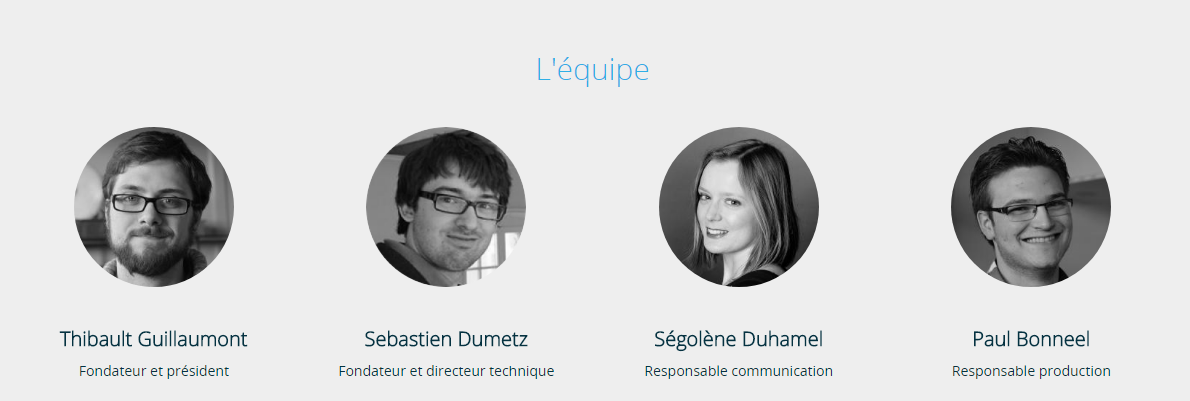 L'équipe
Thibault Guillaumont
Sebastien Dumetz
Ségolène Duhamel
Paul Bonneel
Fondateur et président
Fondateur et directeur technique
Responsable communication
Responsable production